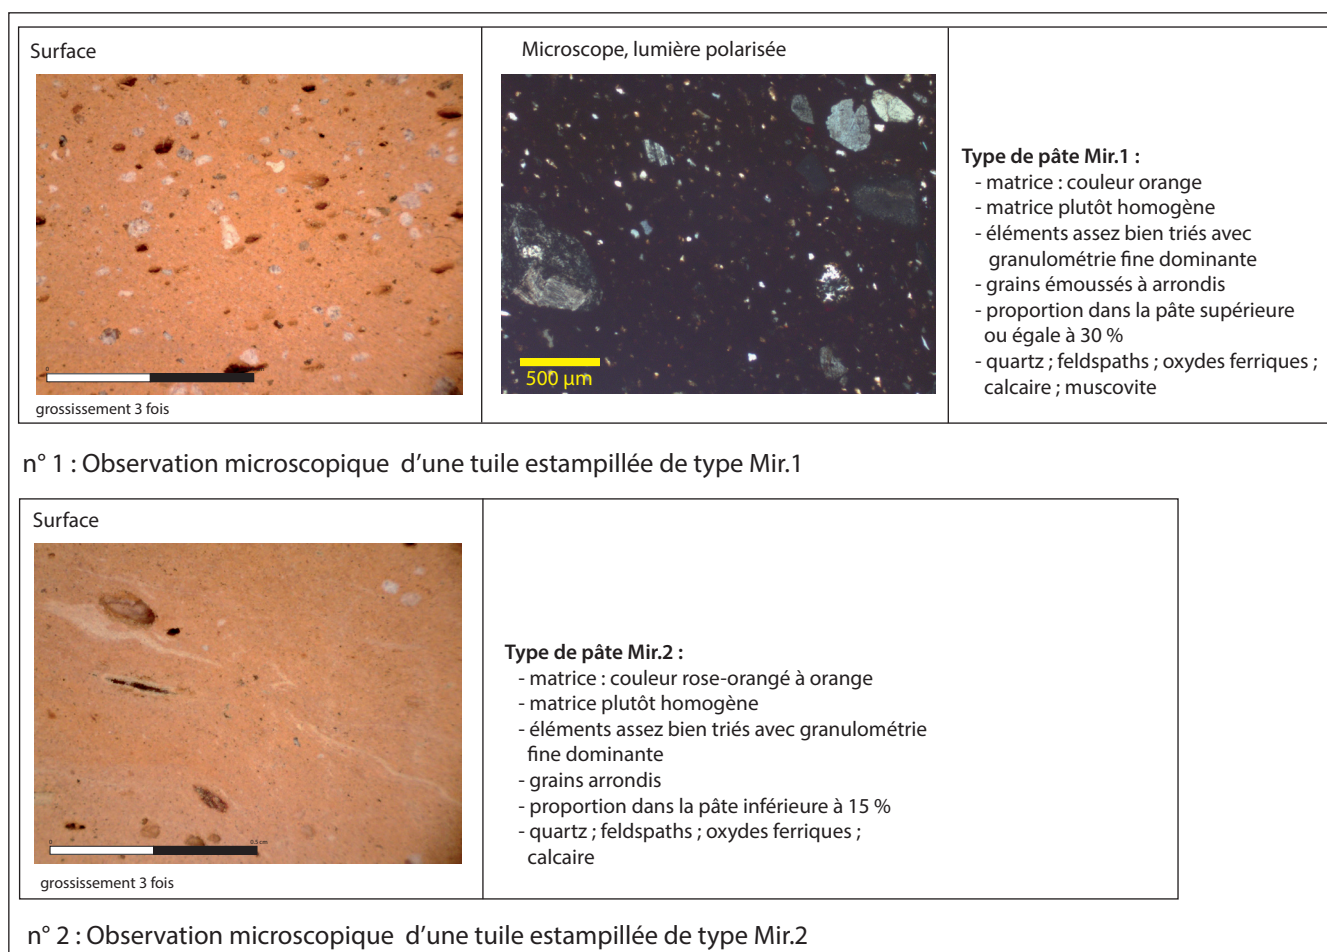 Surface
Microscope, lumière polarisée
0
grossissement 3 fois
500 µm
Type de pâte Mir.1 :
- matrice : couleur orange
- matrice plutôt homogène
- éléments assez bien triés avec
granulométrie fine dominante
- grains émoussés à arrondis
- proportion dans la pâte supérieure
ou égale à 30 %
- quartz ; feldspaths ; oxydes ferriques ;
calcaire ; muscovite
n° 1 : Observation microscopique d'une tuile estampillée de type Mir.1
Surface
0
0.5 cm
grossissement 3 fois
Type de pâte Mir.2 :
- matrice : couleur rose-orangé à orange
- matrice plutôt homogène
- éléments assez bien triés avec granulométrie
fine dominante
- grains arrondis
- proportion dans la pâte inférieure à 15 %
- quartz ; feldspaths ; oxydes ferriques ;
calcaire
n° 2 : Observation microscopique d'une tuile estampillée de type Mir.2